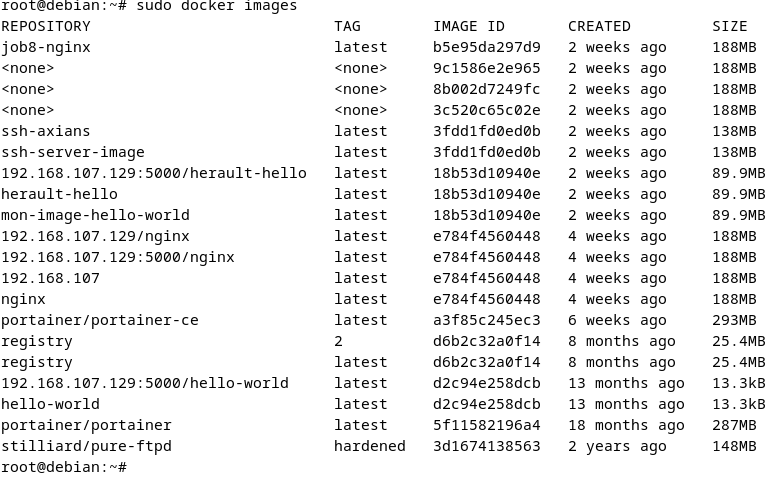 root@debian:~# sudo docker images
REPOSITORY TAG IMAGE ID CREATED SIZE
job8-nginx latest b5e95da297d9 2 weeks ago 188MB
<none> <none> 9c1586e2e965 2 weeks ago 188MB
<none> <none> 8b002d7249fc 2 weeks ago 188MB
<none> <none> 3c520c65c02e 2 weeks ago 188MB
ssh-axians latest 3fdd1fd0ed0b 2 weeks ago 138MB
ssh-server-image latest 3fdd1fd0ed0b 2 weeks ago 138MB
192.168.107.129:5000/herault-hello latest 18b53d10940e 2 weeks ago 89.9MB
herault-hello latest 18b53d10940e 2 weeks ago 89.9MB
mon-image-hello-world latest 18b53d10940e 2 weeks ago 89.9MB
192.168.107.129/nginx latest e784f4560448 4 weeks ago 188MB
192.168.107.129:5000/nginx latest e784f4560448 4 weeks ago 188MB
192.168.107 latest e784f4560448 4 weeks ago 188MB
nginx latest e784f4560448 4 weeks ago 188MB
portainer/portainer-ce latest a3f85c245ec3 6 weeks ago 293MB
registry 2 d6b2c32a0f14 8 months ago 25.4MB
registry latest d6b2c32a0f14 8 months ago 25.4MB
192.168.107.129:5000/hello-world latest d2c94e258dcb 13 months ago 13.3kB
hello-world latest d2c94e258dcb 13 months ago 13.3kB
portainer/portainer latest 5f11582196a4 18 months ago 287MB
stilliard/pure-ftpd hardened 3d1674138563 2 years ago 148MB
root@debian:~#